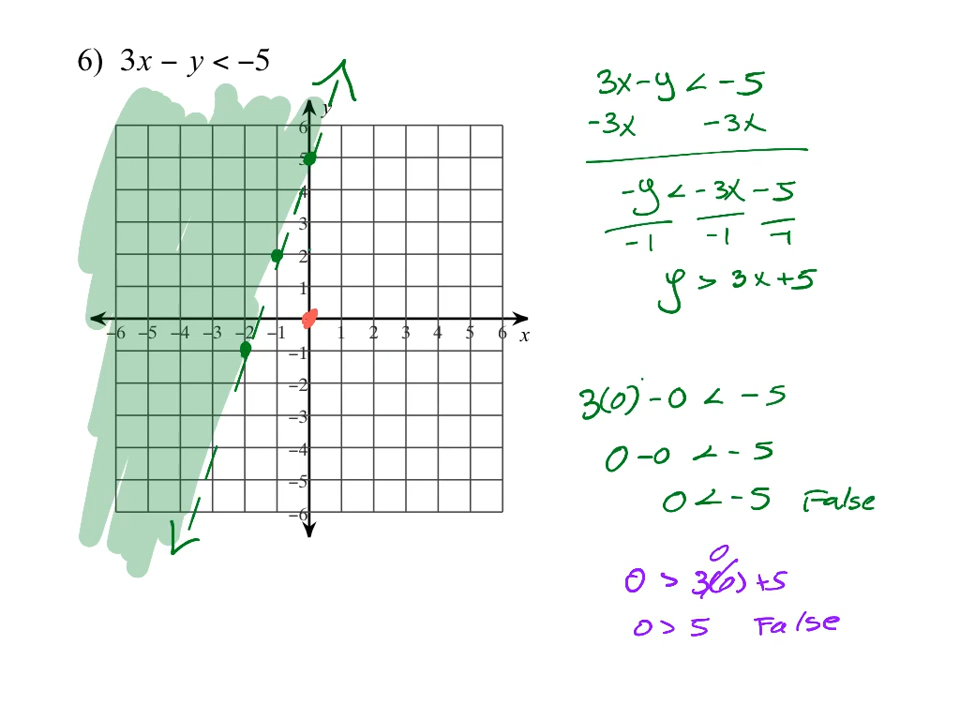 6) 3x − y < −5
y
6
5
4
3
2
1
−6 −5 −4 −3 −2 −1 1 2 3 4 5 6 x
−1
−2
−3
−4
−5
−6
3x - y < -5
-3x -3x
-y < -3x - 5
-1 -1 -1
y > 3x + 5
3(0) - 0 < -5
0 - 0 < -5
0 < -5 False
0
0 > 3(0) + 5
0 > 5 False